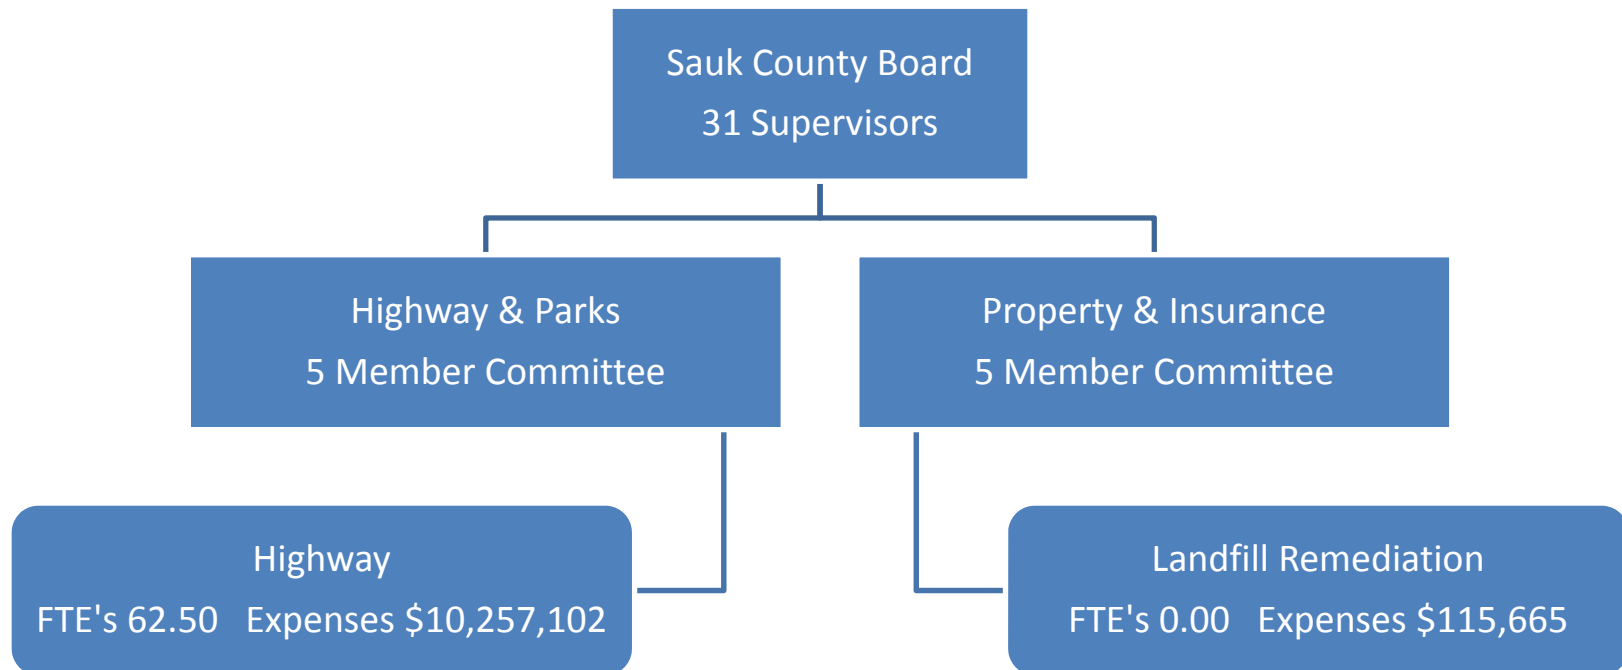 Sauk County Board
31 Supervisors
Highway & Parks
5 Member Committee
Property & Insurance
5 Member Committee
Highway
FTE's 62.50   Expenses $10,257,102
Landfill Remediation
FTE's 0.00   Expenses $115,665